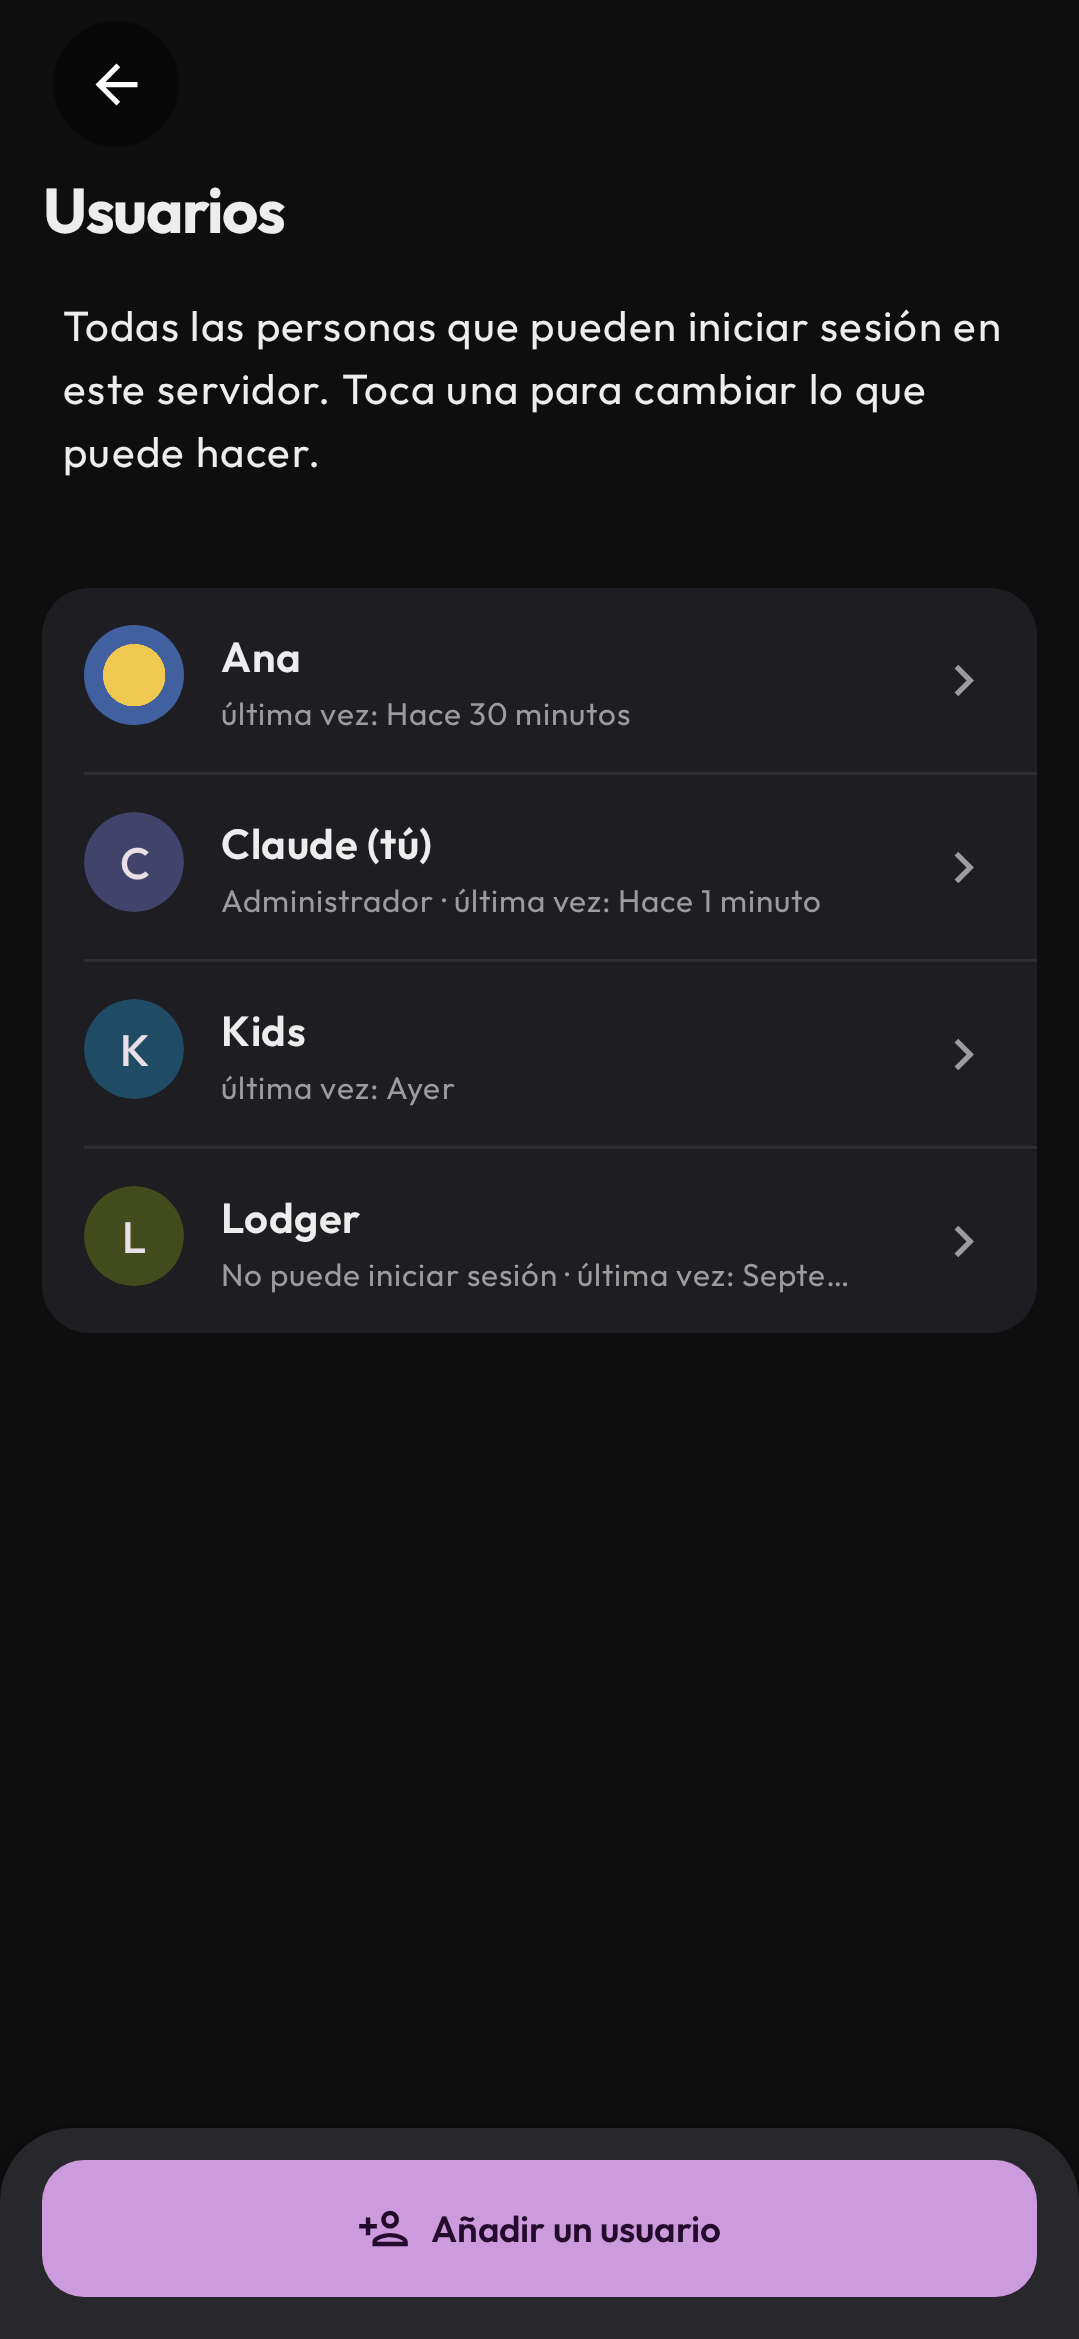 Usuarios
Todas las personas que pueden iniciar sesión en
este servidor. Toca una para cambiar lo que
puede hacer.
Ana
última vez: Hace 30 minutos
C
Claude (tú)
Administrador · última vez: Hace 1 minuto
K
Kids
última vez: Ayer
L
Lodger
No puede iniciar sesión · última vez: Septe...
Añadir un usuario